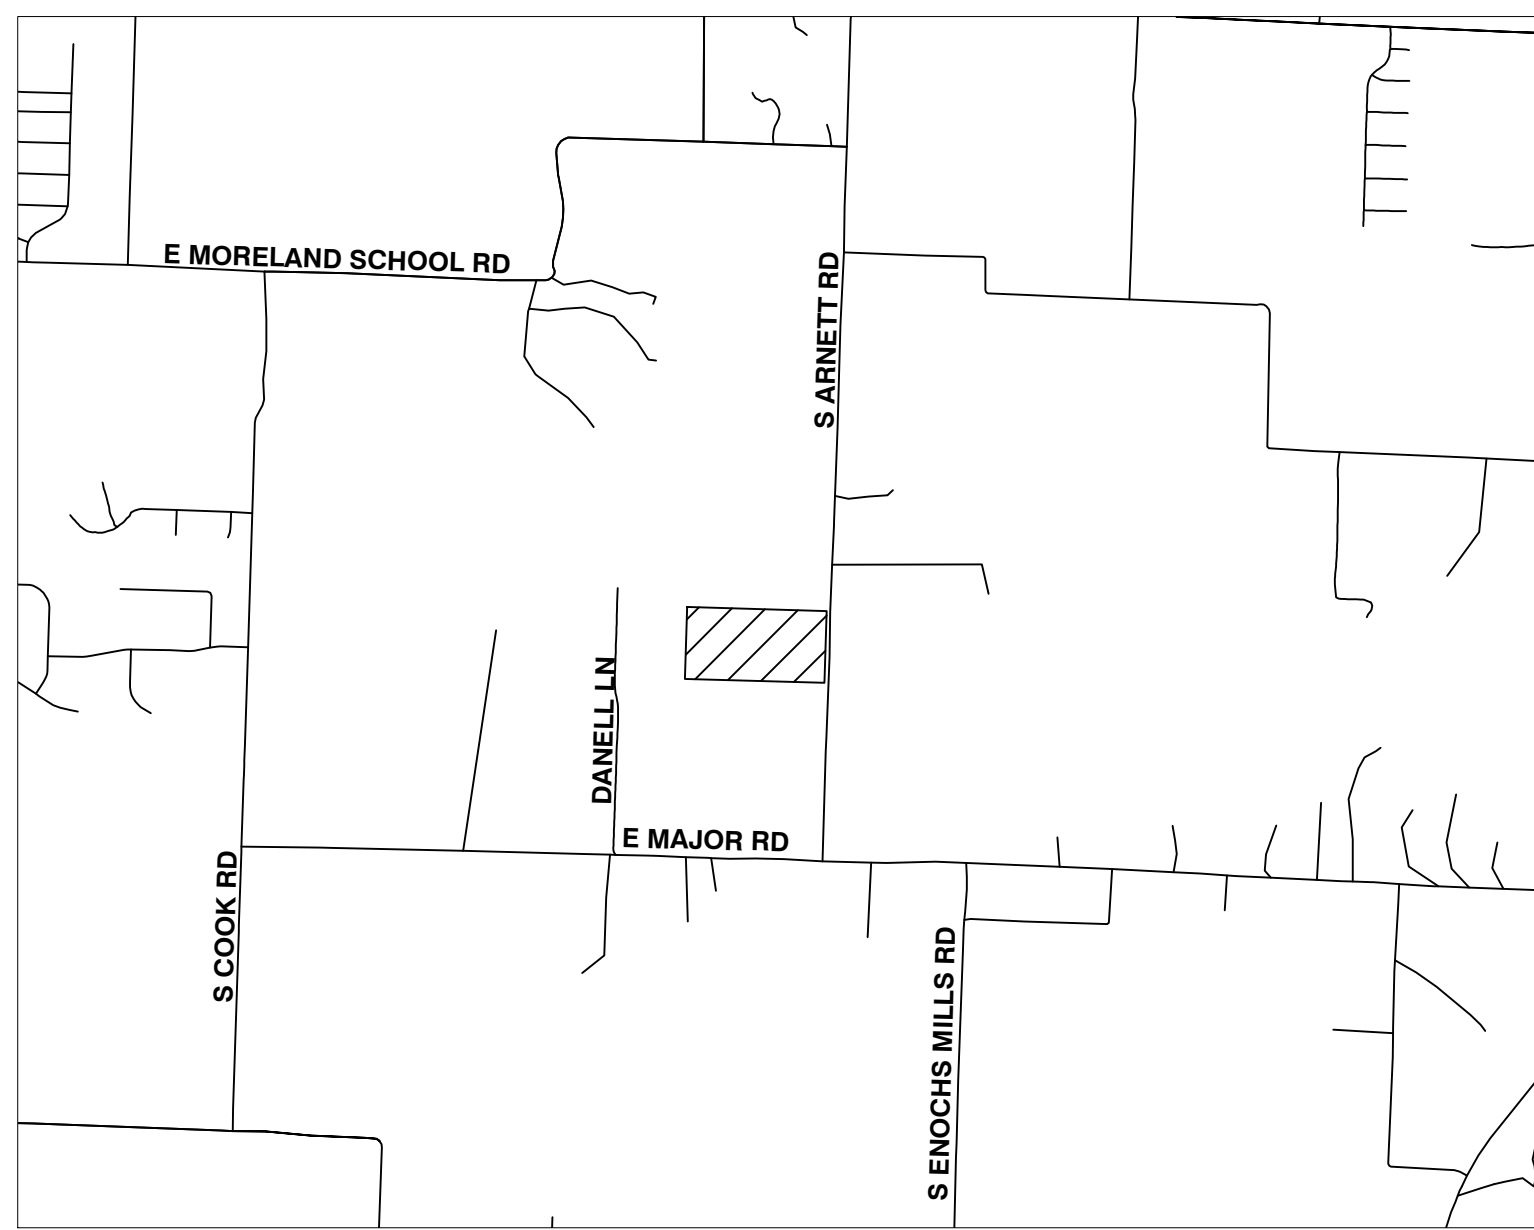 E MORELAND SCHOOL RD
S ARNETT RD
DANELL LN
E MAJOR RD
S COOK RD
S ENOCHS MILLS RD